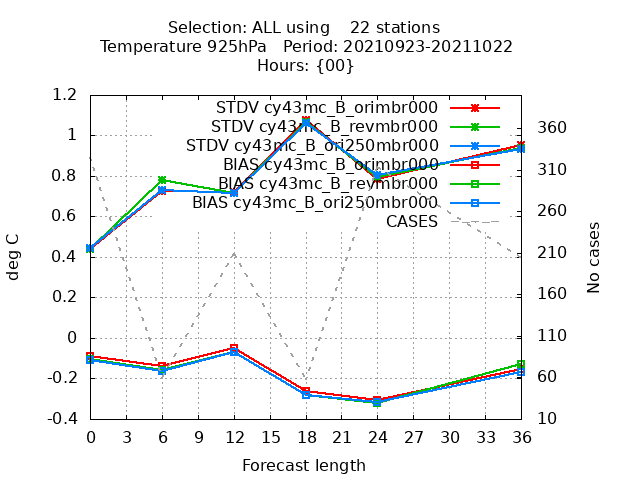 Selection: ALL using 22 stations
Temperature 925hPa Period: 20210923-20211022
Hours: {00}
STDV cy43mc_B_orimbr000
STDV cy43mc_B_revmbr000
STDV cy43mc_B_ori250mbr000
BIAS cy43mc_B_orimbr000
BIAS cy43mc_B_revmbr000
BIAS cy43mc_B_ori250mbr000
CASES
deg C
1.2
1
0.8
0.6
0.4
0.2
0
-0.2
-0.4
No cases
360
310
260
210
160
110
60
10
0 3 6 9 12 15 18 21 24 27 30 33 36
Forecast length